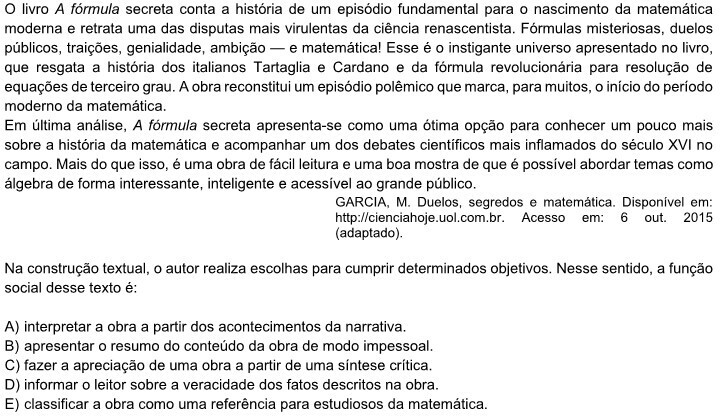 O livro A fórmula secreta conta a história de um episódio fundamental para o nascimento da matemática
moderna e retrata uma das disputas mais virulentas da ciência renascentista. Fórmulas misteriosas, duelos
públicos, traições, genialidade, ambição — e matemática! Esse é o instigante universo apresentado no livro,
que resgata a história dos italianos Tartaglia e Cardano e da fórmula revolucionária para resolução de
equações de terceiro grau. A obra reconstitui um episódio polêmico que marca, para muitos, o início do período
moderno da matemática.
Em última análise, A fórmula secreta apresenta-se como uma ótima opção para conhecer um pouco mais
sobre a história da matemática e acompanhar um dos debates científicos mais inflamados do século XVI no
campo. Mais do que isso, é uma obra de fácil leitura e uma boa mostra de que é possível abordar temas como
álgebra de forma interessante, inteligente e acessível ao grande público.
GARCIA, M. Duelos, segredos e matemática. Disponível em:
http://cienciahoje.uol.com.br. Acesso em: 6 out. 2015
(adaptado).
Na construção textual, o autor realiza escolhas para cumprir determinados objetivos. Nesse sentido, a função
social desse texto é:
A) interpretar a obra a partir dos acontecimentos da narrativa.
B) apresentar o resumo do conteúdo da obra de modo impessoal.
C) fazer a apreciação de uma obra a partir de uma síntese crítica.
D) informar o leitor sobre a veracidade dos fatos descritos na obra.
E) classificar a obra como uma referência para estudiosos da matemática.